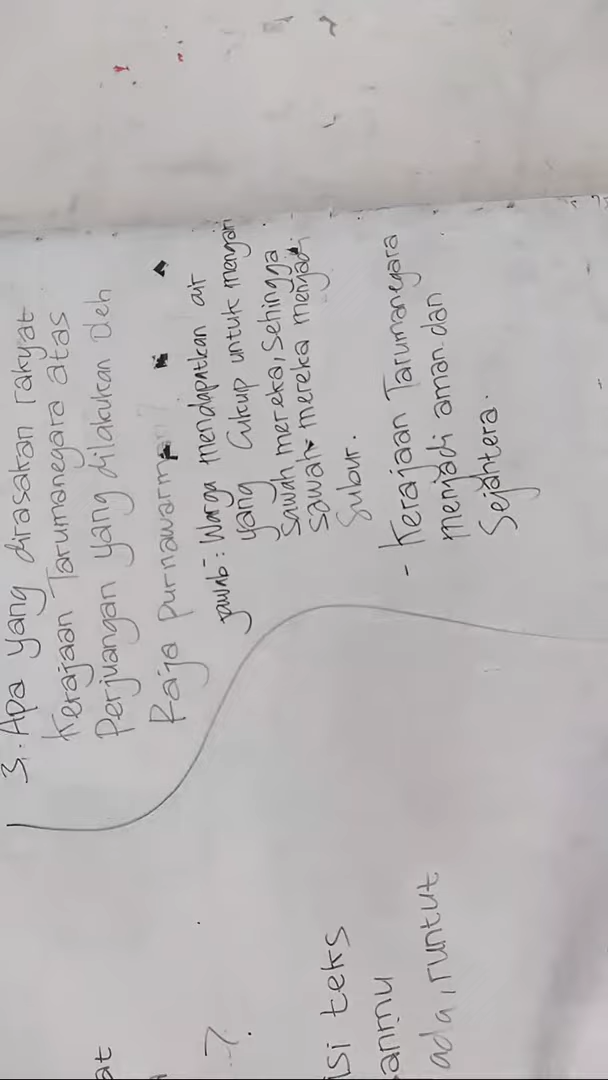 3. Apa yang dirasakan rakyat
Kerajaan Tarumanegara atas
Perjuangan yang dilakukan Oleh
Raja Purnawarman?
jawab: - Warga mendapatkan air
yang Cukup untuk mengairi
Sawah mereka, Sehingga
sawah mereka menjadi
Subur.
- Kerajaan Tarumanegara
menjadi aman dan
Sejahtera.
at
?
isi teks
anmu
ada, runtut